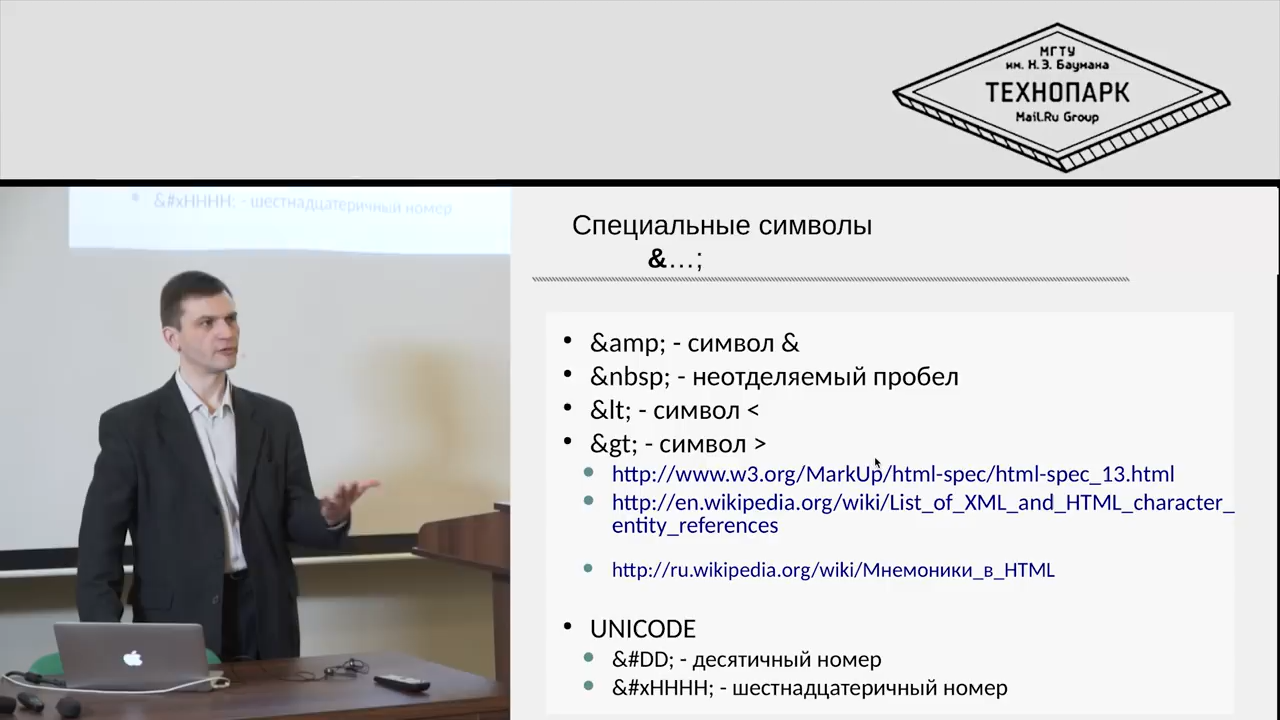 МГТУ
им. Н.Э. Баумана
ТЕХНОПАРК
Mail.Ru Group
&#xHHHH; - шестнадцатеричный номер
Специальные символы
&...;
&amp; - символ &
&nbsp; - неотделяемый пробел
&lt; - символ <
&gt; - символ >
http://www.w3.org/MarkUp/html-spec/html-spec_13.html
http://en.wikipedia.org/wiki/List_of_XML_and_HTML_character_
entity_references
http://ru.wikipedia.org/wiki/Мнемоники_в_HTML
UNICODE
&#DD; - десятичный номер
&#xHHHH; - шестнадцатеричный номер